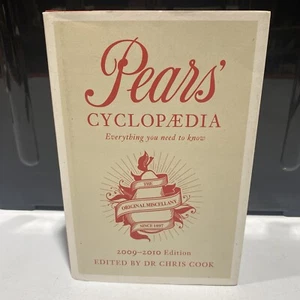 Pears'
CYCLOPÆDIA
Everything you need to know
THE
ORIGINAL MISCELLANY
SINCE 1897
2009–2010 Edition
EDITED BY DR CHRIS COOK